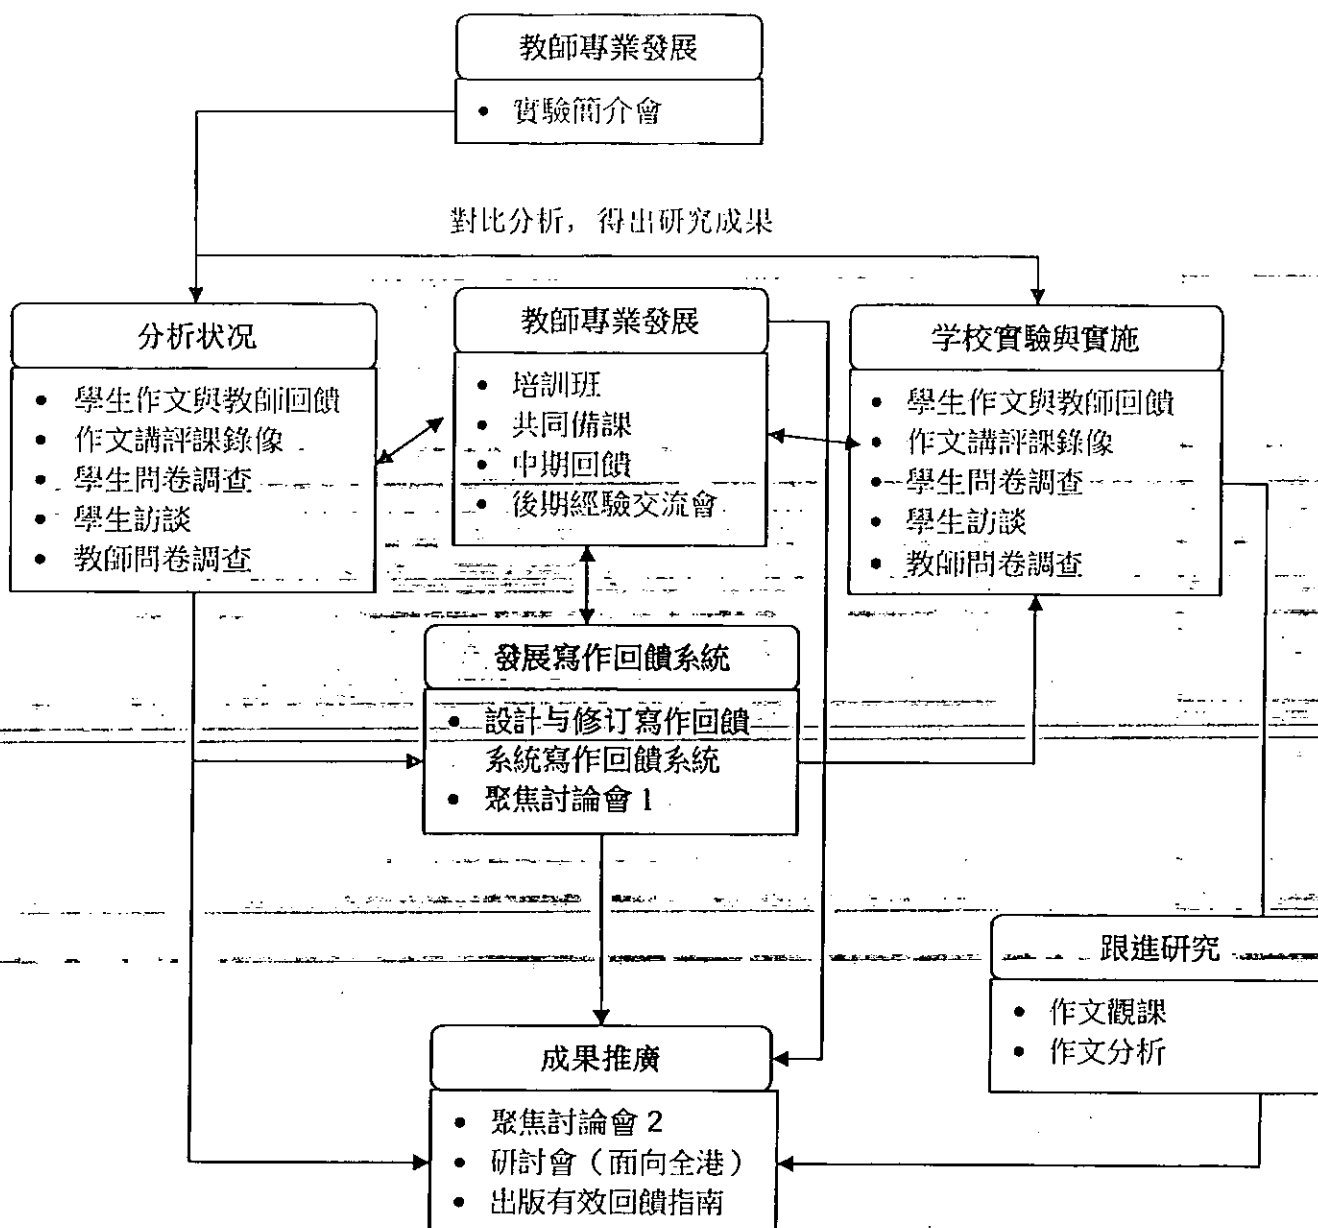 教師專業發展
• 實驗簡介會
對比分析，得出研究成果
分析状况
• 學生作文與教師回饋
• 作文講評課錄像
• 學生問卷調查
• 學生訪談
• 教師問卷調查
教師專業發展
• 培訓班
• 共同備課
• 中期回饋
• 後期經驗交流會
学校實驗與實施
• 學生作文與教師回饋
• 作文講評課錄像
• 學生問卷調查
• 學生訪談
• 教師問卷調查
發展寫作回饋系統
• 設計与修订寫作回饋
系統寫作回饋系統
• 聚焦討論會 1
跟進研究
• 作文觀課
• 作文分析
成果推廣
• 聚焦討論會 2
• 研討會（面向全港）
• 出版有效回饋指南